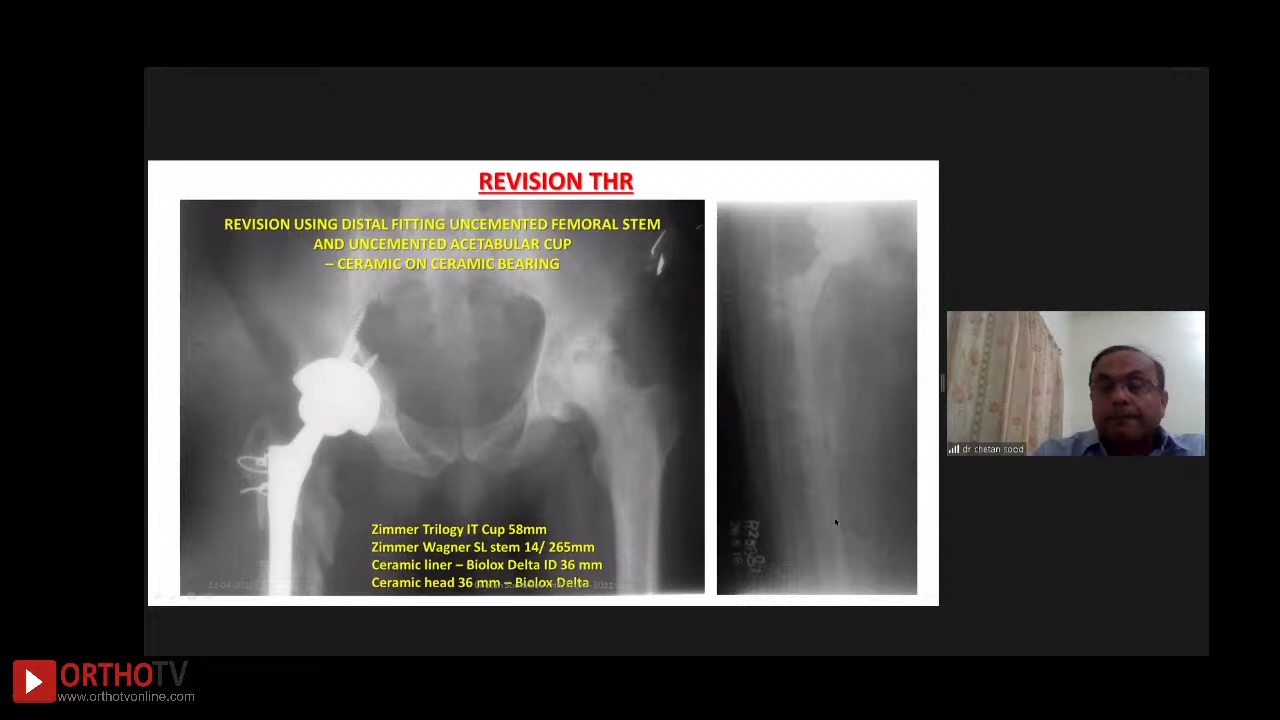 REVISION THR
REVISION USING DISTAL FITTING UNCEMENTED FEMORAL STEM
AND UNCEMENTED ACETABULAR CUP
– CERAMIC ON CERAMIC BEARING
Zimmer Trilogy IT Cup 58mm
Zimmer Wagner SL stem 14/ 265mm
Ceramic liner – Biolox Delta ID 36 mm
Ceramic head 36 mm – Biolox Delta
dr chetan sood
ORTHOTV
www.orthotvonline.com